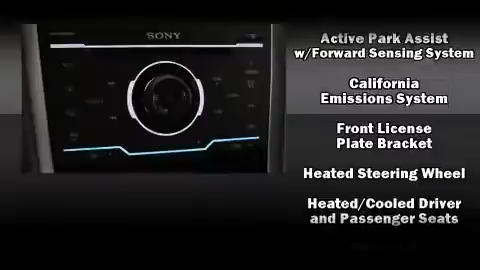 SONY
Active Park Assist
w/Forward Sensing System
California
Emissions System
Front License
Plate Bracket
Heated Steering Wheel
Heated/Cooled Driver
and Passenger Seats